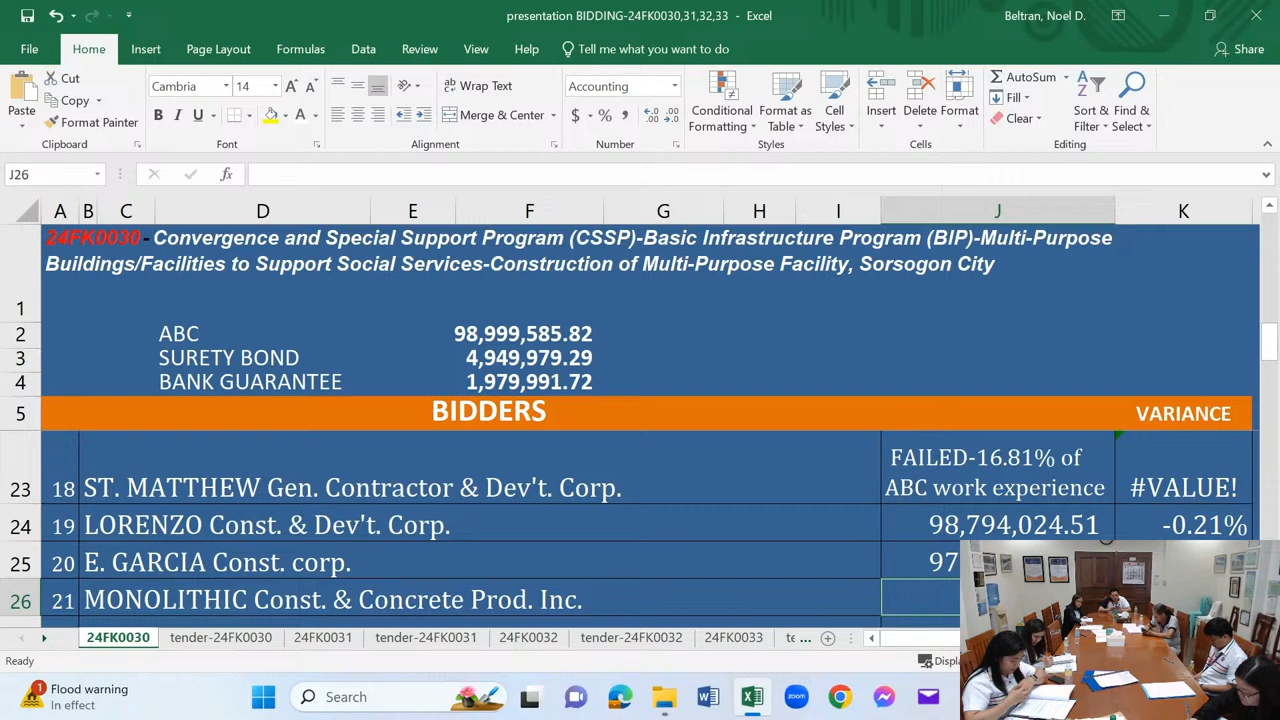 presentation BIDDING-24FK0030,31,32,33 - Excel
Beltran, Noel D.
File Home Insert Page Layout Formulas Data Review View Help Tell me what you want to do Share
Cut
Copy
Format Painter
Paste
Clipboard
Cambria 14
B I U
Font
Wrap Text
Merge & Center
Alignment
Accounting
$ % ,
Number
Conditional Formatting
Format as Table
Cell Styles
Styles
Insert Delete Format
Cells
AutoSum
Fill
Clear
Sort & Filter
Find & Select
Editing
J26
fx
A B C D E F G H I J K
24FK0030 - Convergence and Special Support Program (CSSP)-Basic Infrastructure Program (BIP)-Multi-Purpose
Buildings/Facilities to Support Social Services-Construction of Multi-Purpose Facility, Sorsogon City
1
2 ABC 98,999,585.82
3 SURETY BOND 4,949,979.29
4 BANK GUARANTEE 1,979,991.72
5 BIDDERS VARIANCE
FAILED-16.81% of
23 18 ST. MATTHEW Gen. Contractor & Dev't. Corp. ABC work experience #VALUE!
24 19 LORENZO Const. & Dev't. Corp. 98,794,024.51 -0.21%
25 20 E. GARCIA Const. corp. 97
26 21 MONOLITHIC Const. & Concrete Prod. Inc.
24FK0030 tender-24FK0030 24FK0031 tender-24FK0031 24FK0032 tender-24FK0032 24FK0033 te ...
Ready
Displ
1
Flood warning
In effect
Search
zoom